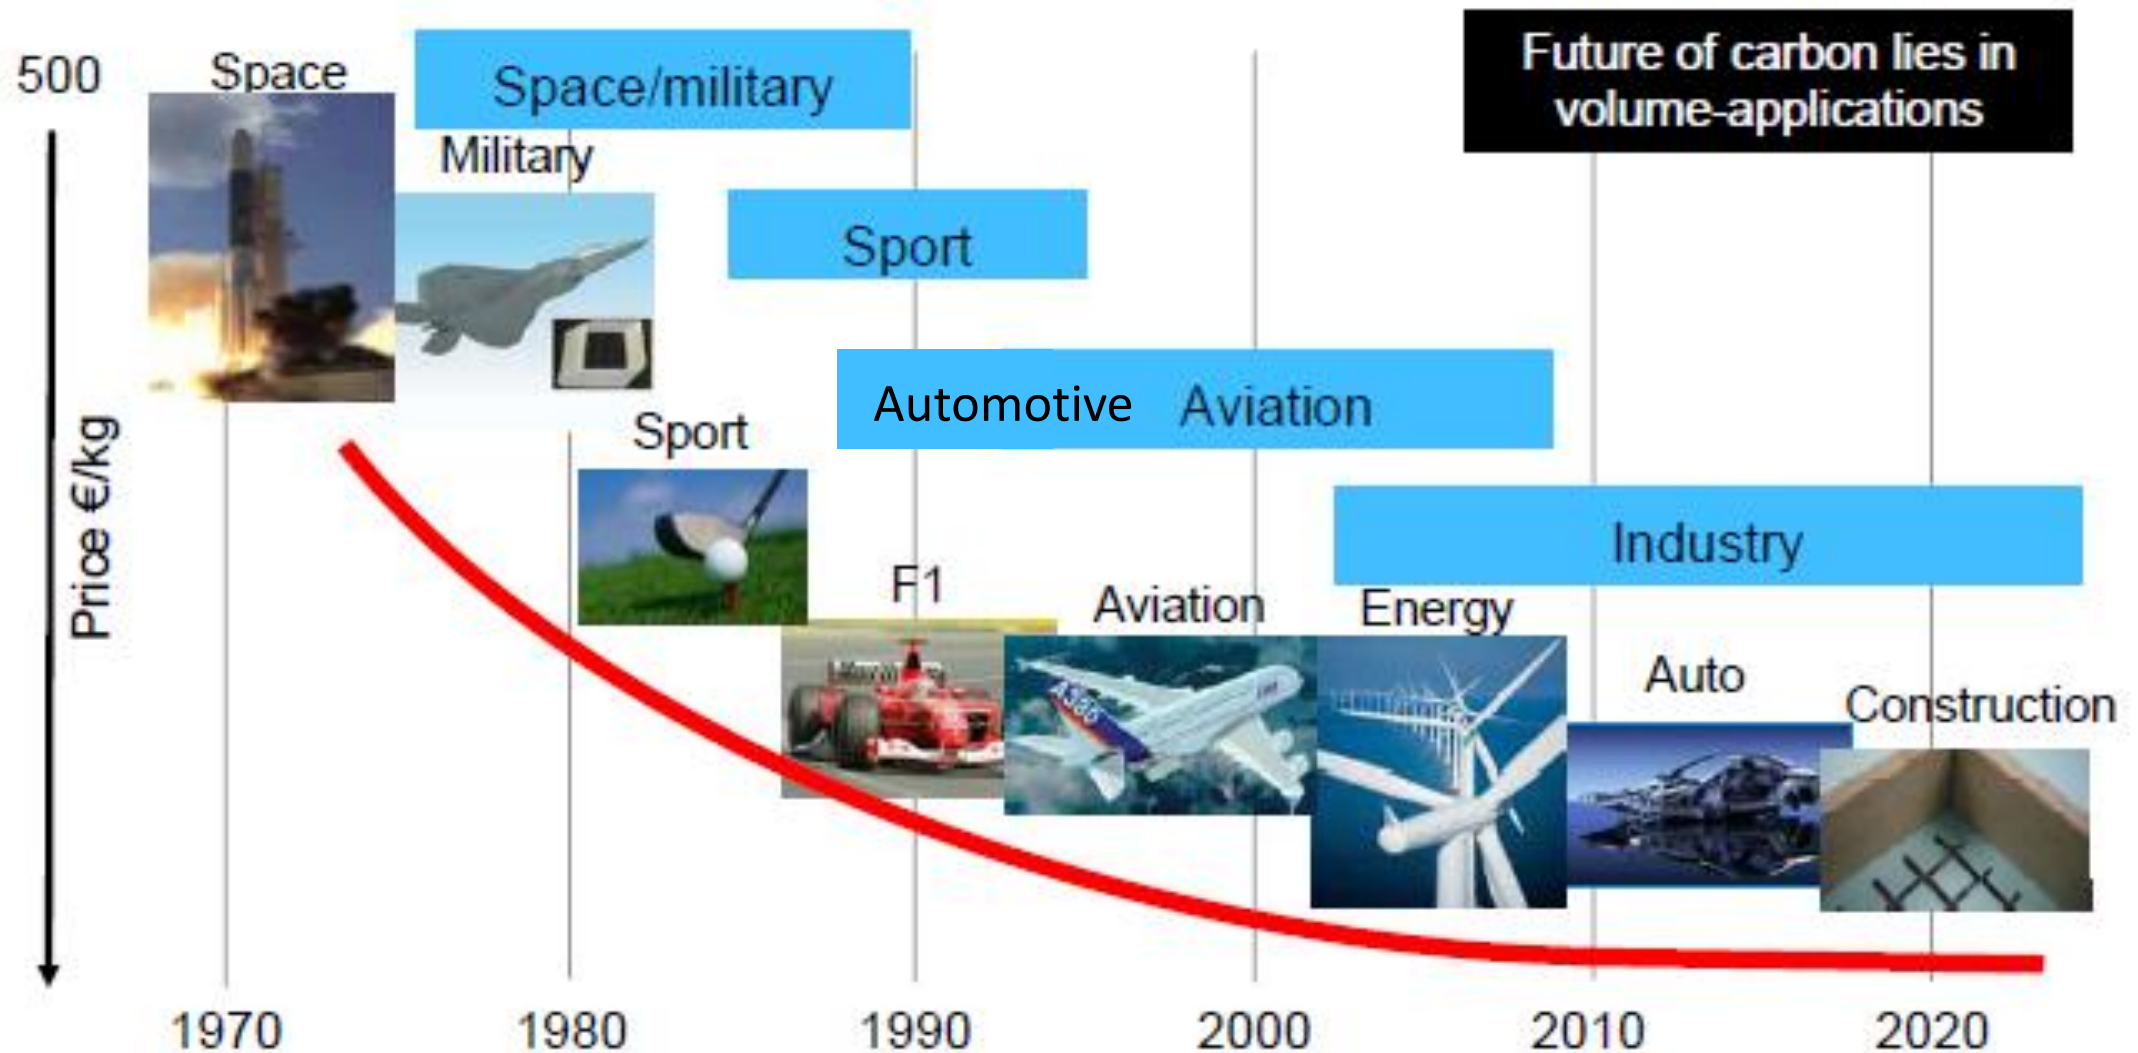 500
Space
Space/military
Future of carbon lies in
volume-applications
Military
Sport
Automotive
Aviation
Price €/kg
Sport
Industry
F1
Aviation
Energy
Auto
Construction
A380
1970
1980
1990
2000
2010
2020